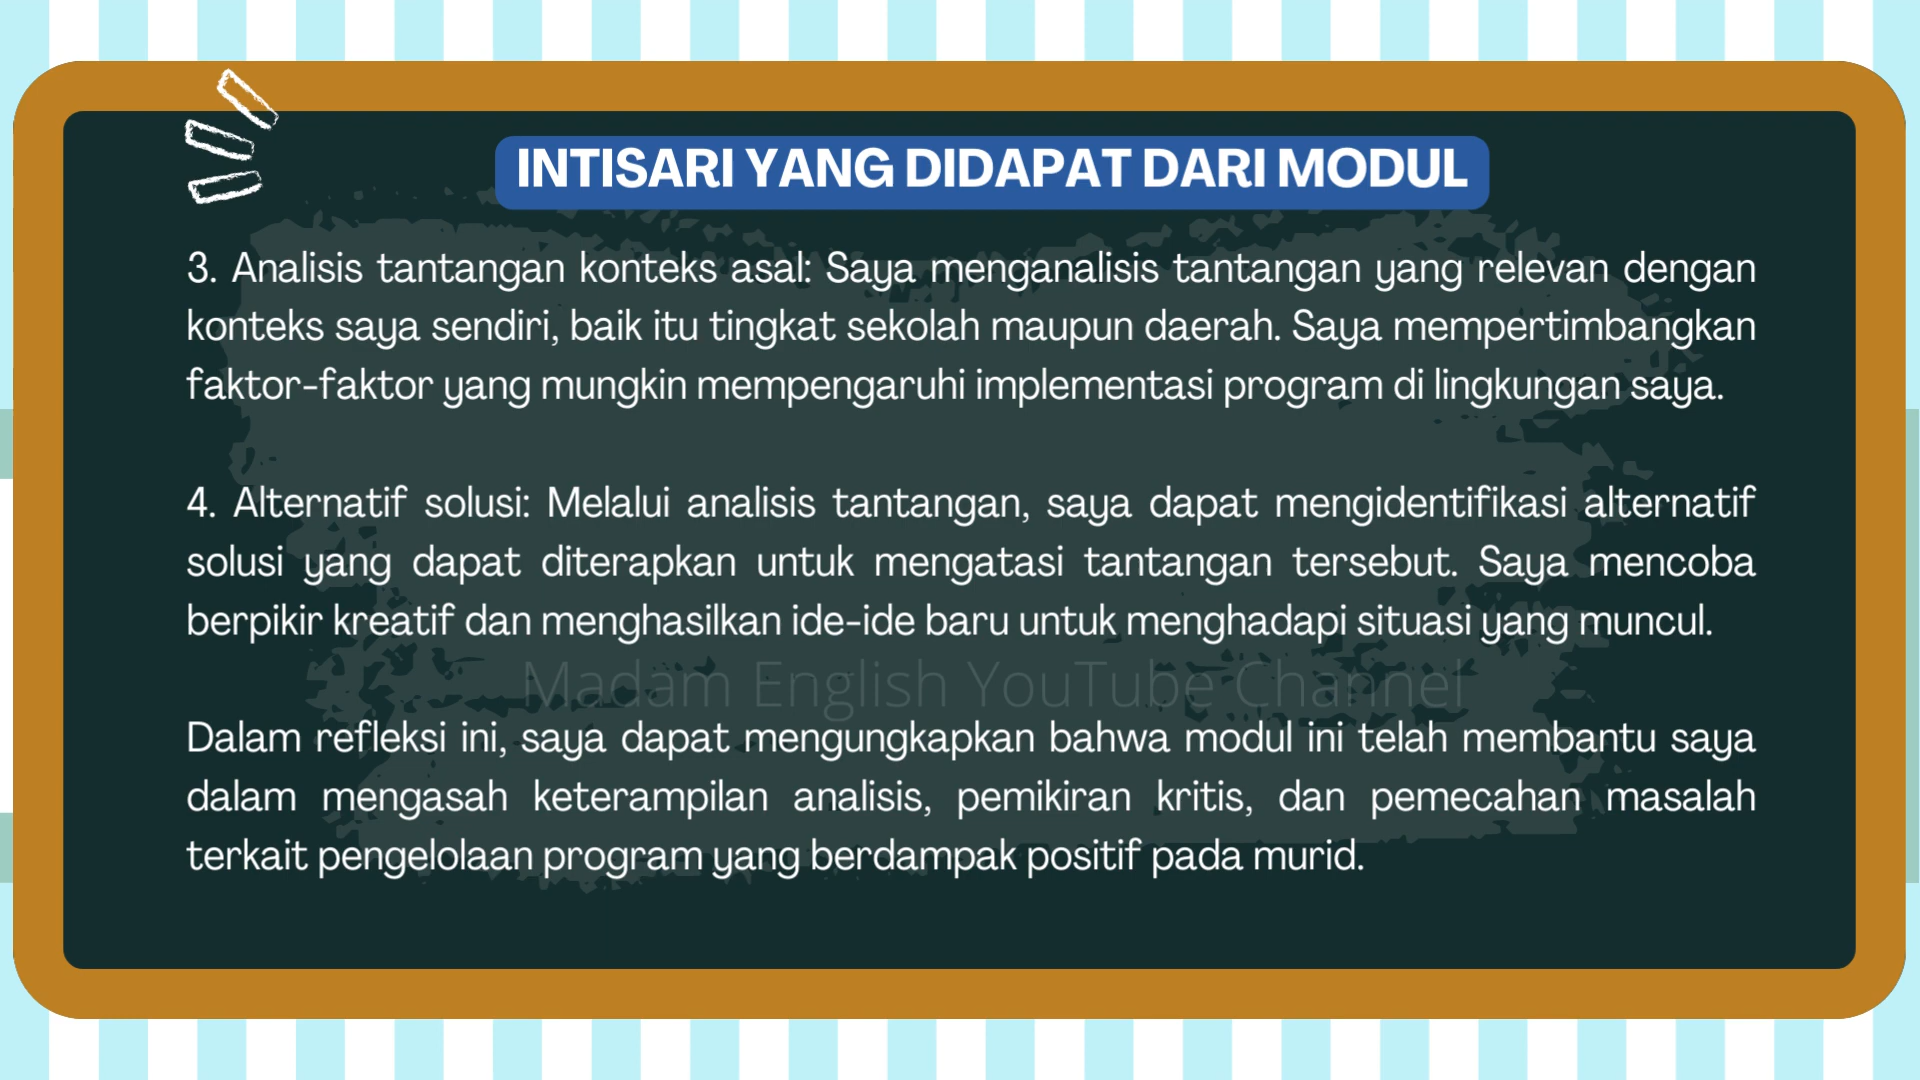 INTISARI YANG DIDAPAT DARI MODUL
3. Analisis tantangan konteks asal: Saya menganalisis tantangan yang relevan dengan
konteks saya sendiri, baik itu tingkat sekolah maupun daerah. Saya mempertimbangkan
faktor-faktor yang mungkin mempengaruhi implementasi program di lingkungan saya.
4. Alternatif solusi: Melalui analisis tantangan, saya dapat mengidentifikasi alternatif
solusi yang dapat diterapkan untuk mengatasi tantangan tersebut. Saya mencoba
berpikir kreatif dan menghasilkan ide-ide baru untuk menghadapi situasi yang muncul.
Madam English YouTube Channel
Dalam refleksi ini, saya dapat mengungkapkan bahwa modul ini telah membantu saya
dalam mengasah keterampilan analisis, pemikiran kritis, dan pemecahan masalah
terkait pengelolaan program yang berdampak positif pada murid.